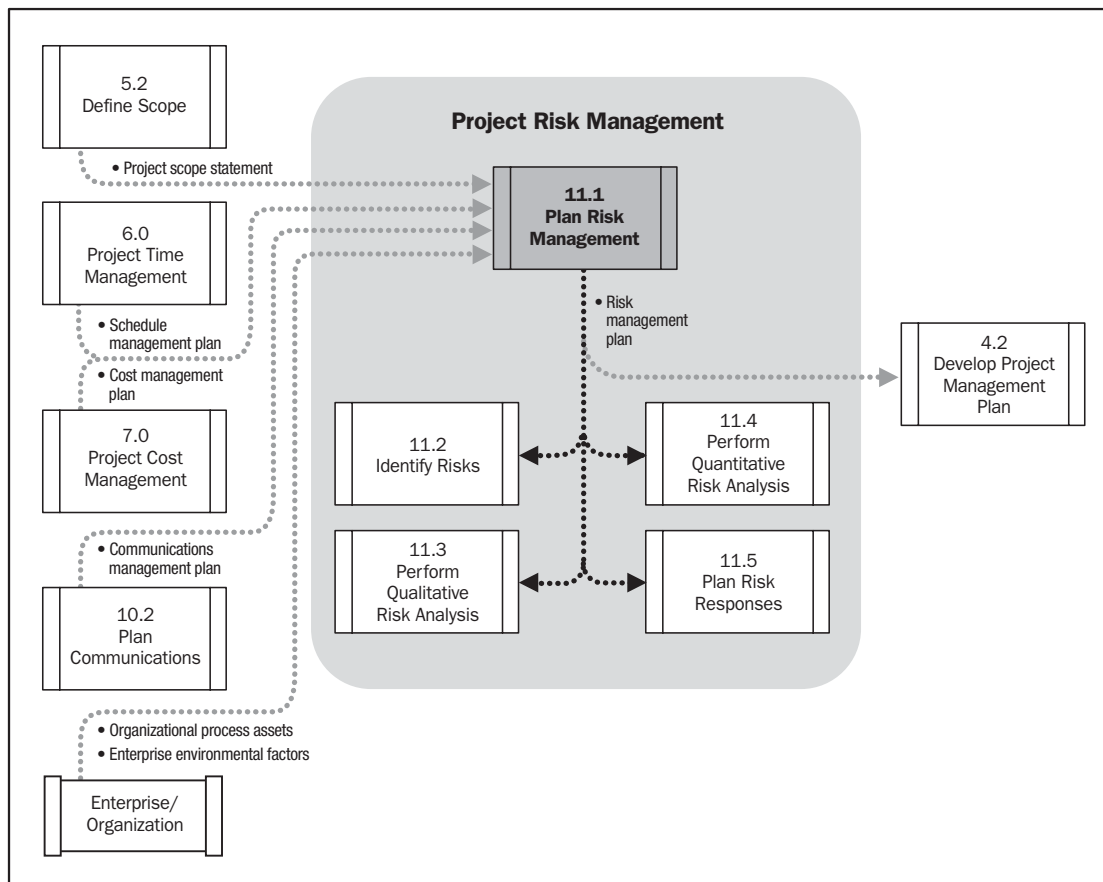 5.2
Define Scope
• Project scope statement
6.0
Project Time
Management
• Schedule
management plan
• Cost management
plan
7.0
Project Cost
Management
• Communications
management plan
10.2
Plan
Communications
• Organizational process assets
• Enterprise environmental factors
Enterprise/
Organization
Project Risk Management
11.1
Plan Risk
Management
• Risk
management
plan
11.2
Identify Risks
11.4
Perform
Quantitative
Risk Analysis
11.3
Perform
Qualitative
Risk Analysis
11.5
Plan Risk
Responses
4.2
Develop Project
Management
Plan